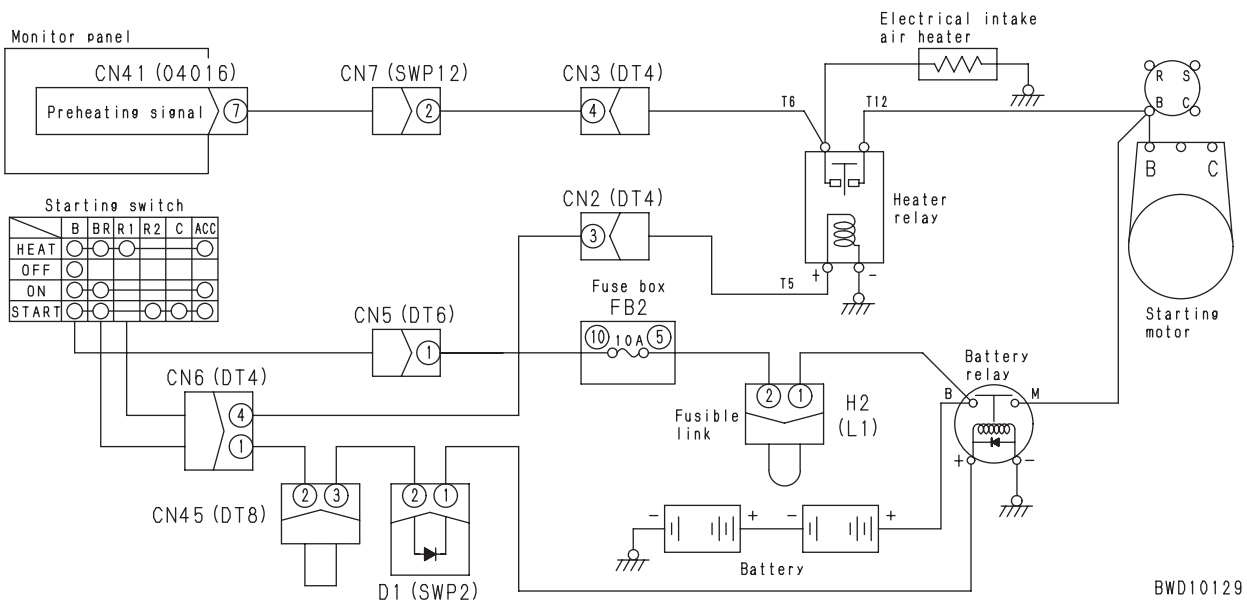 Electrical intake
air heater
Monitor panel
CN41 (04016)
CN7 (SWP12)
CN3 (DT4)
R S
B C
Preheating signal
7
2
4
T6
T12
B C
CN2 (DT4)
Heater
relay
Starting switch
B BR R1 R2 C ACC
HEAT
OFF
ON
START
3
+ -
T5
Fuse box
FB2
Starting
motor
CN5 (DT6)
1
10 10A 5
Battery
relay
CN6 (DT4)
4
1
2 1
H2
(L1)
Fusible
link
B M
+ -
CN45 (DT8)
2 3
2 1
- + - +
Battery
D1 (SWP2)
BWD10129